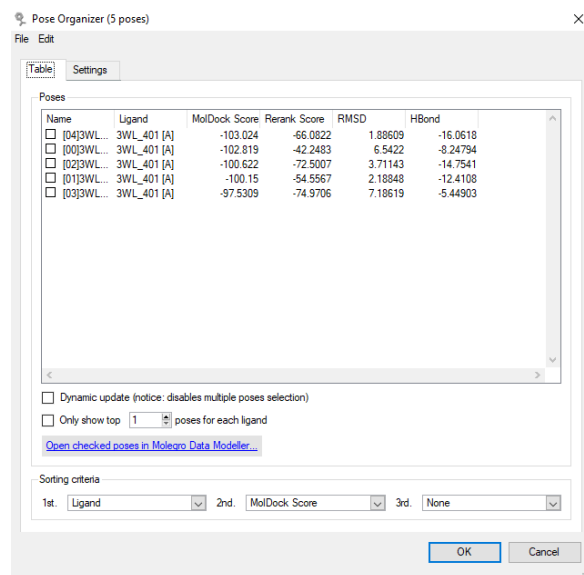 Pose Organizer (5 poses)
File Edit
Table Settings
Poses
Name Ligand MolDock Score Rerank Score RMSD HBond
[04]3WL... 3WL_401 [A] -103.024 -66.0822 1.88609 -16.0618
[00]3WL... 3WL_401 [A] -102.819 -42.2483 6.5422 -8.24794
[02]3WL... 3WL_401 [A] -100.622 -72.5007 3.71143 -14.7541
[01]3WL... 3WL_401 [A] -100.15 -54.5567 2.18848 -12.4108
[03]3WL... 3WL_401 [A] -97.5309 -74.9706 7.18619 -5.44903
Dynamic update (notice: disables multiple poses selection)
Only show top 1 poses for each ligand
Open checked poses in Molegro Data Modeller...
Sorting criteria
1st. Ligand 2nd. MolDock Score 3rd. None
OK Cancel